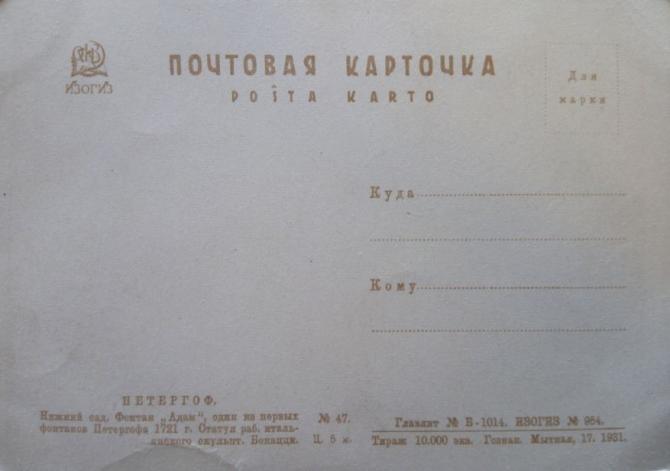 ИЗОГИЗ
ПОЧТОВАЯ КАРТОЧКА
POŜTA KARTO
Для
марки
Куда
Кому
ПЕТЕРГОФ.
Нижний сад. Фонтан „Адам“, один из первых
фонтанов Петергофа 1721 г. Статуя раб. италь-
янского скульпт. Бонацци.
№ 47.
Ц. 5 к.
Главлит № Б-1014. ИЗОГИЗ № 954.
Тираж 10.000 экз. Гознак. Мытная, 17. 1931.